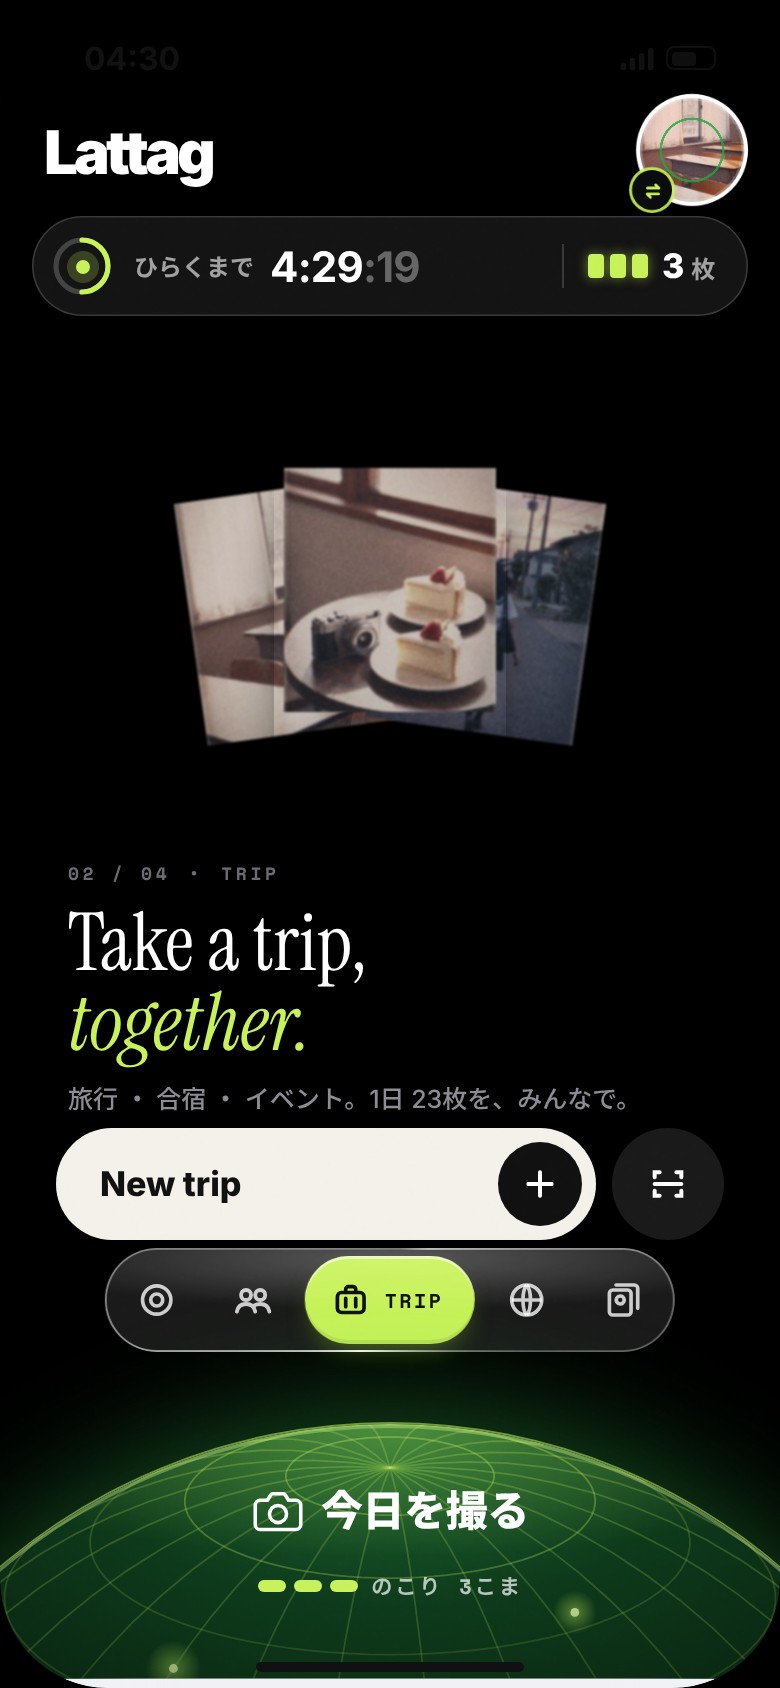 04:30
Lattag
ひらくまで 4:29:19 3 枚
02 / 04 · TRIP
Take a trip,
together.
旅行 ・ 合宿 ・ イベント。1日 23枚を、みんなで。
New trip
TRIP
今日を撮る
のこり 3こま